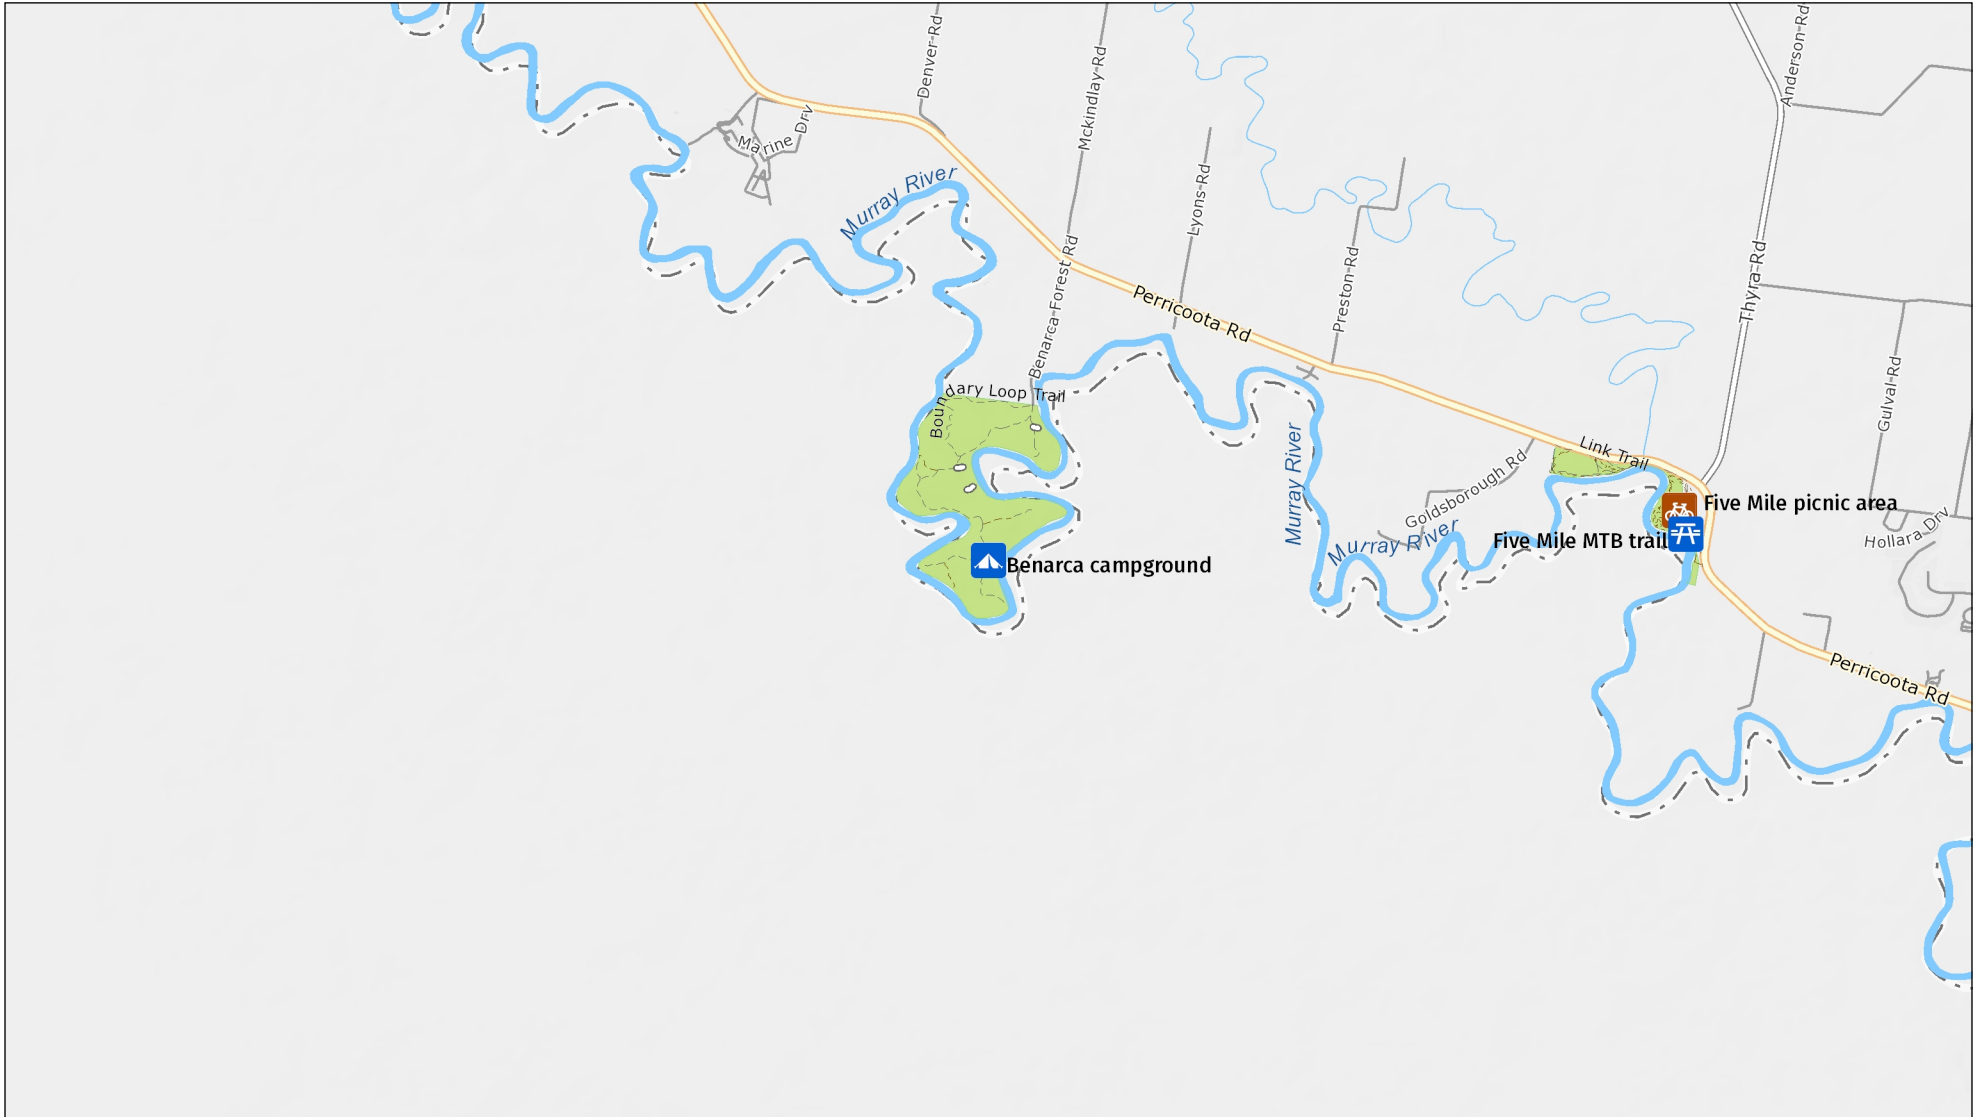 Denver-Rd
Mckindlay-Rd
Anderson-Rd
Marine Drv
Murray River
Lyons-Rd
Benarca-Forest Rd
Preston-Rd
Thyra-Rd
Perricoota Rd
Gulval-Rd
Boundary Loop Trail
Link Trail
Murray River
Goldsborough Rd
Five Mile picnic area
Hollara Drv
Five Mile MTB trail
Murray River
Benarca campground
Perricoota Rd